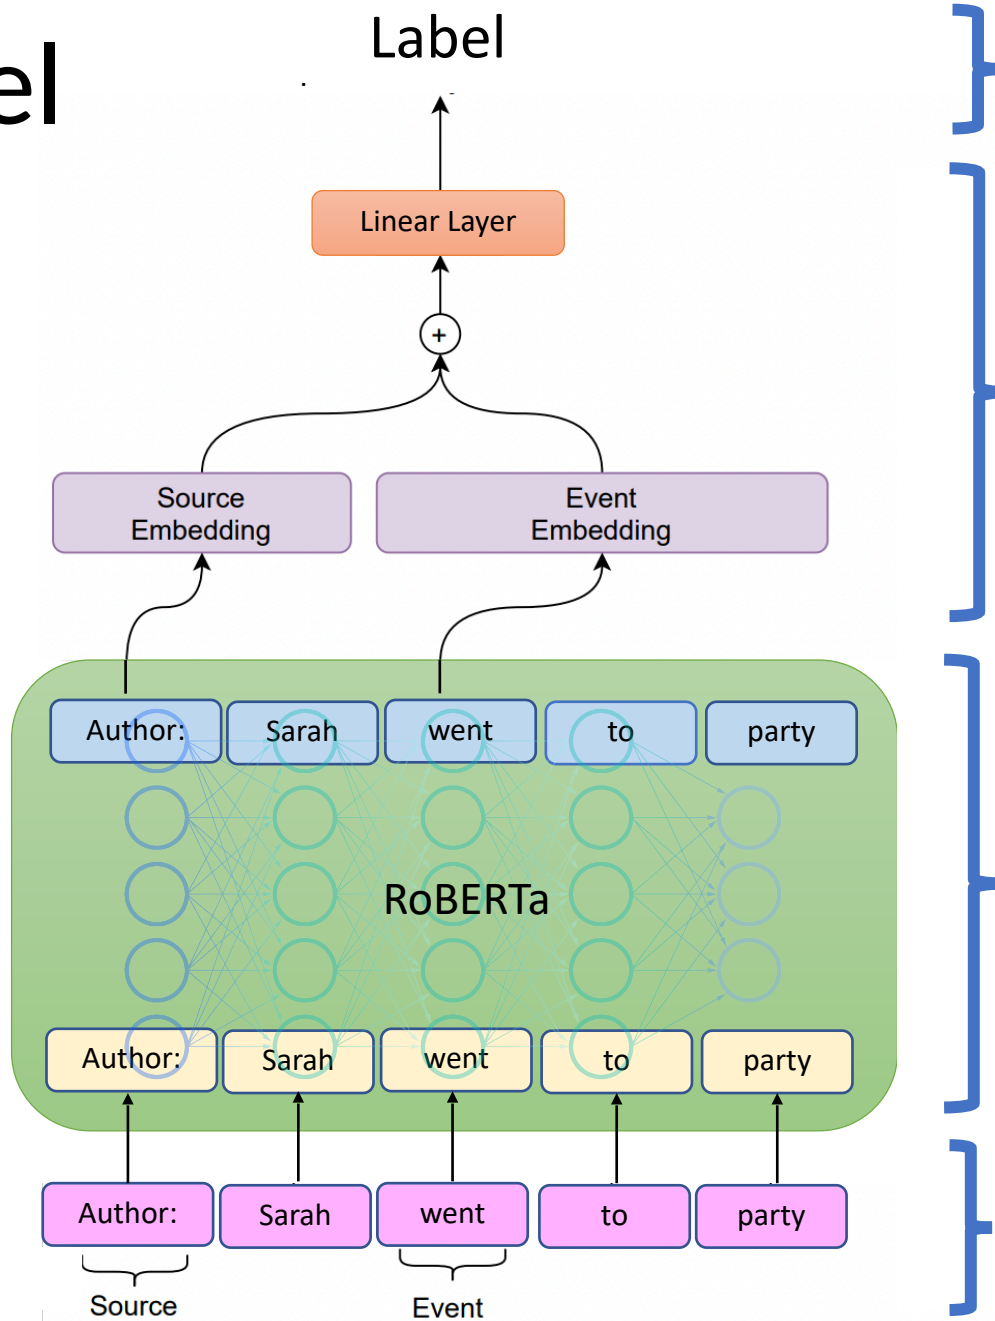 Label
el
Linear Layer
+
Source
Embedding
Event
Embedding
Author: Sarah went to party
RoBERTa
Author: Sarah went to party
Author: Sarah went to party
Source Event